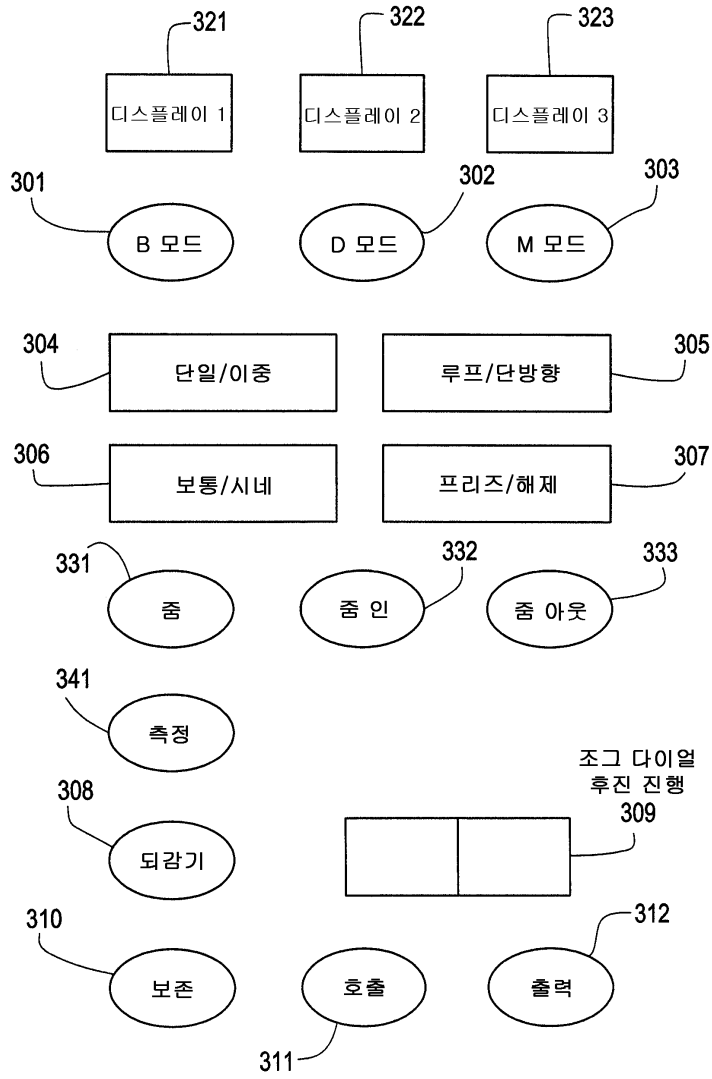 321 322 323
디스플레이 1 디스플레이 2 디스플레이 3
301 302 303
B 모드 D 모드 M 모드
304 단일/이중 루프/단방향 305
306 보통/시네 프리즈/해제 307
331 332 333
줌 줌 인 줌 아웃
341
측정
조그 다이얼
후진 진행
308 309
되감기
310 312
보존 호출 출력
311